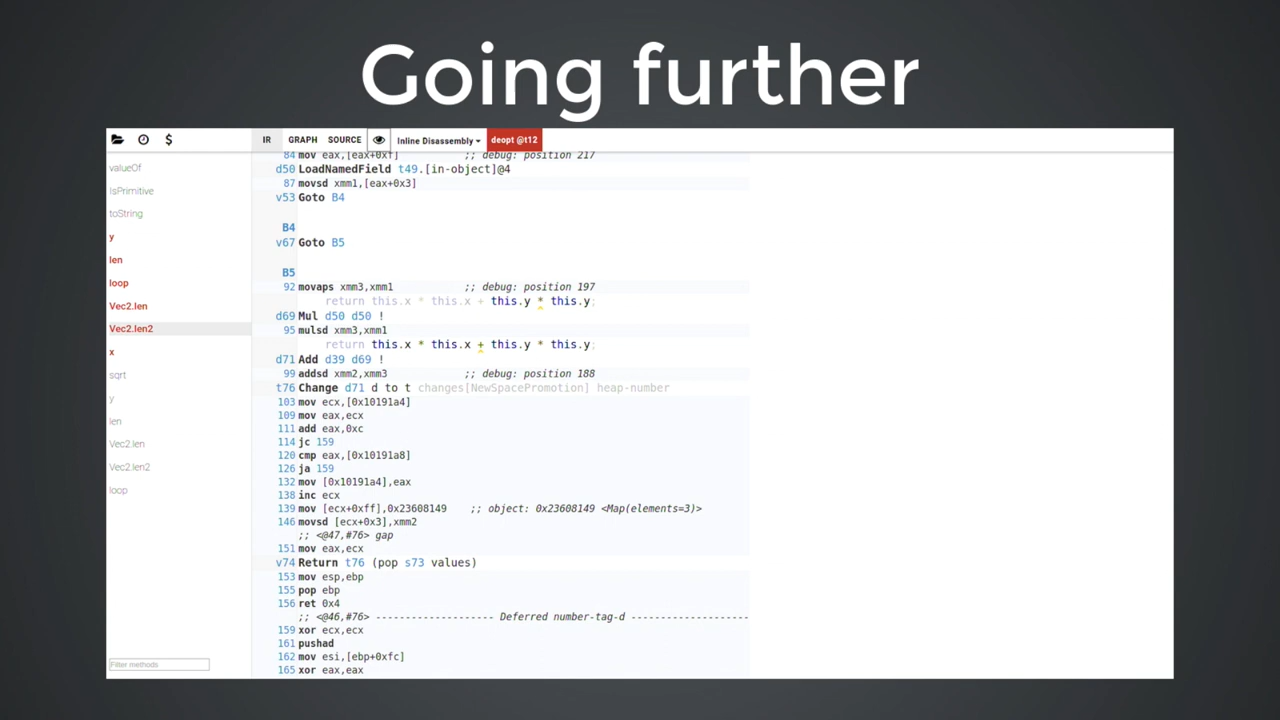 Going further
IR GRAPH SOURCE Inline Disassembly deopt @t12
valueOf
IsPrimitive
toString
y
len
loop
Vec2.len
Vec2.len2
x
sqrt
y
len
Vec2.len
Vec2.len2
loop
Filter methods
84 mov eax,[eax+0xf] ;; debug: position 217
d50 LoadNamedField t49.[in-object]@4
87 movsd xmm1,[eax+0x3]
v53 Goto B4
B4
v67 Goto B5
B5
92 movaps xmm3,xmm1 ;; debug: position 197
return this.x * this.x + this.y * this.y;
d69 Mul d50 d50 !
95 mulsd xmm3,xmm1
return this.x * this.x + this.y * this.y;
d71 Add d39 d69 !
99 addsd xmm2,xmm3 ;; debug: position 188
t76 Change d71 d to t changes[NewSpacePromotion] heap-number
103 mov ecx,[0x10191a4]
109 mov eax,ecx
111 add eax,0xc
114 jc 159
120 cmp eax,[0x10191a8]
126 ja 159
132 mov [0x10191a4],eax
138 inc ecx
139 mov [ecx+0xff],0x23608149 ;; object: 0x23608149 <Map(elements=3)>
146 movsd [ecx+0x3],xmm2
;; <@47,#76> gap
151 mov eax,ecx
v74 Return t76 (pop s73 values)
153 mov esp,ebp
155 pop ebp
156 ret 0x4
;; <@46,#76> -------------------- Deferred number-tag-d --------------------
159 xor ecx,ecx
161 pushad
162 mov esi,[ebp+0xfc]
165 xor eax,eax